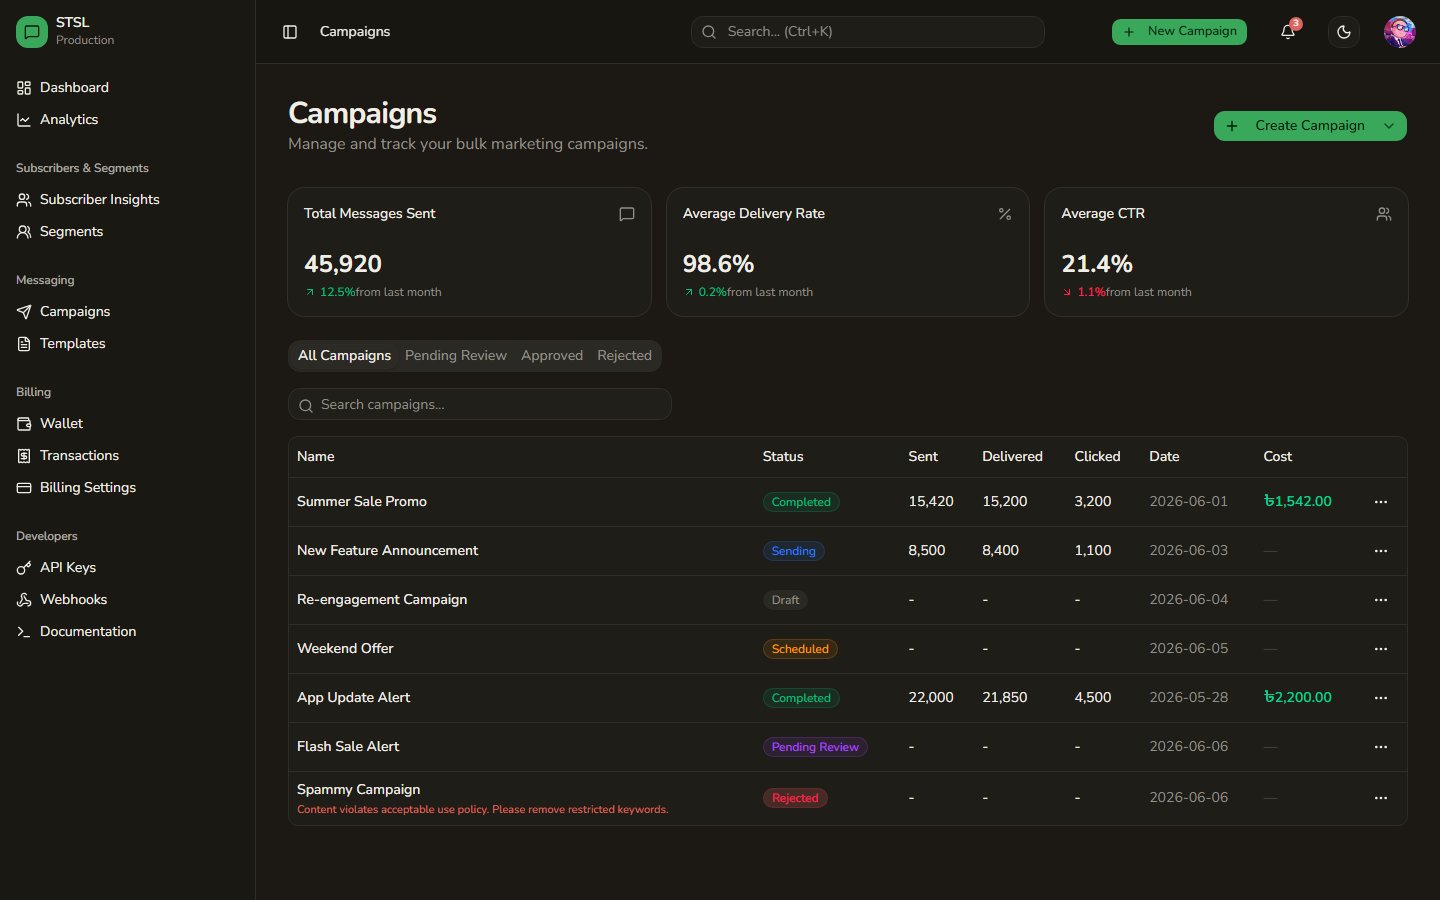 STSL
Production
Dashboard
Analytics
Subscribers & Segments
Subscriber Insights
Segments
Messaging
Campaigns
Templates
Billing
Wallet
Transactions
Billing Settings
Developers
API Keys
Webhooks
Documentation
Campaigns
Search... (Ctrl+K)
New Campaign
3
Campaigns
Manage and track your bulk marketing campaigns.
Create Campaign
Total Messages Sent
45,920
12.5%from last month
Average Delivery Rate
98.6%
0.2%from last month
Average CTR
21.4%
1.1%from last month
All Campaigns Pending Review Approved Rejected
Search campaigns...
Name Status Sent Delivered Clicked Date Cost
Summer Sale Promo Completed 15,420 15,200 3,200 2026-06-01 ৳1,542.00
New Feature Announcement Sending 8,500 8,400 1,100 2026-06-03 —
Re-engagement Campaign Draft - - - 2026-06-04 —
Weekend Offer Scheduled - - - 2026-06-05 —
App Update Alert Completed 22,000 21,850 4,500 2026-05-28 ৳2,200.00
Flash Sale Alert Pending Review - - - 2026-06-06 —
Spammy Campaign Rejected - - - 2026-06-06 —
Content violates acceptable use policy. Please remove restricted keywords.